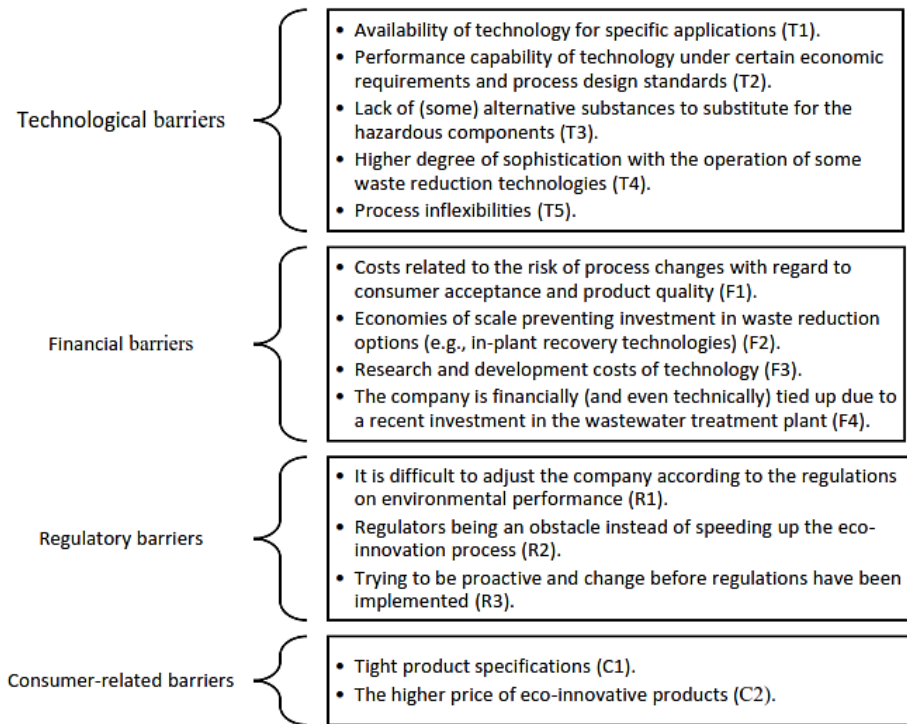 Technological barriers
• Availability of technology for specific applications (T1).
• Performance capability of technology under certain economic
requirements and process design standards (T2).
• Lack of (some) alternative substances to substitute for the
hazardous components (T3).
• Higher degree of sophistication with the operation of some
waste reduction technologies (T4).
• Process inflexibilities (T5).
Financial barriers
• Costs related to the risk of process changes with regard to
consumer acceptance and product quality (F1).
• Economies of scale preventing investment in waste reduction
options (e.g., in-plant recovery technologies) (F2).
• Research and development costs of technology (F3).
• The company is financially (and even technically) tied up due to
a recent investment in the wastewater treatment plant (F4).
Regulatory barriers
• It is difficult to adjust the company according to the regulations
on environmental performance (R1).
• Regulators being an obstacle instead of speeding up the eco-
innovation process (R2).
• Trying to be proactive and change before regulations have been
implemented (R3).
Consumer-related barriers
• Tight product specifications (C1).
• The higher price of eco-innovative products (C2).